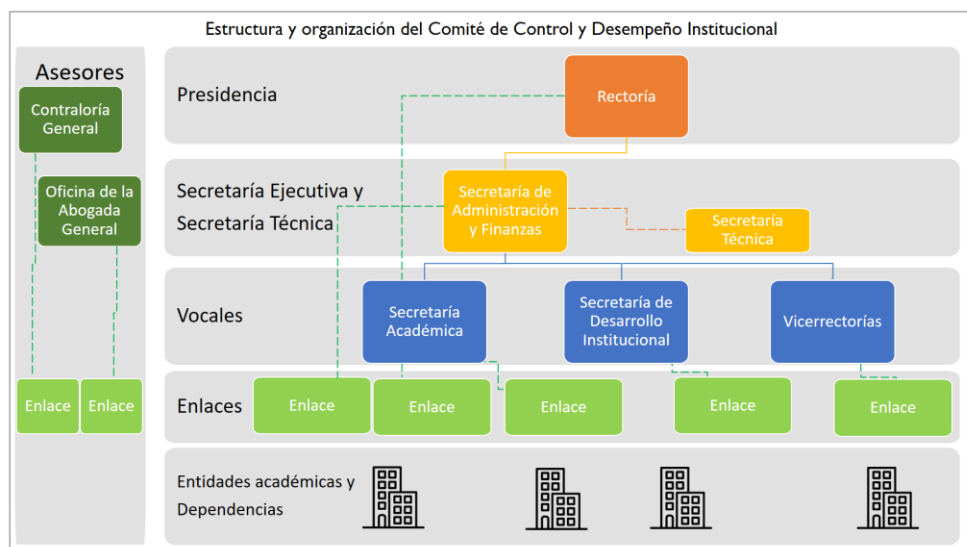 Estructura y organización del Comité de Control y Desempeño Institucional
Asesores
Contraloría
General
Oficina de la
Abogada
General
Enlace
Enlace
Presidencia
Rectoría
Secretaría Ejecutiva y
Secretaría Técnica
Secretaría de
Administración
y Finanzas
Secretaría
Técnica
Vocales
Secretaría
Académica
Secretaría de
Desarrollo
Institucional
Vicerrectorías
Enlaces
Enlace
Enlace
Enlace
Enlace
Enlace
Entidades académicas y
Dependencias